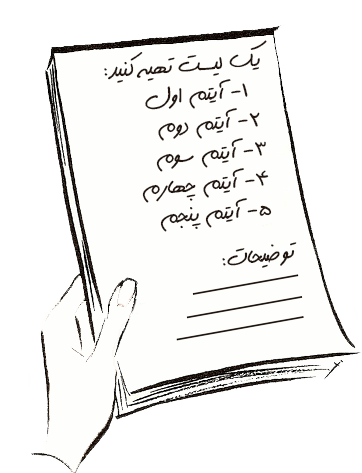 یک لیست تهیه کنید:
۱- آیتم اول
۲- آیتم دوم
۳- آیتم سوم
۴- آیتم چهارم
۵- آیتم پنجم
توضیحات: